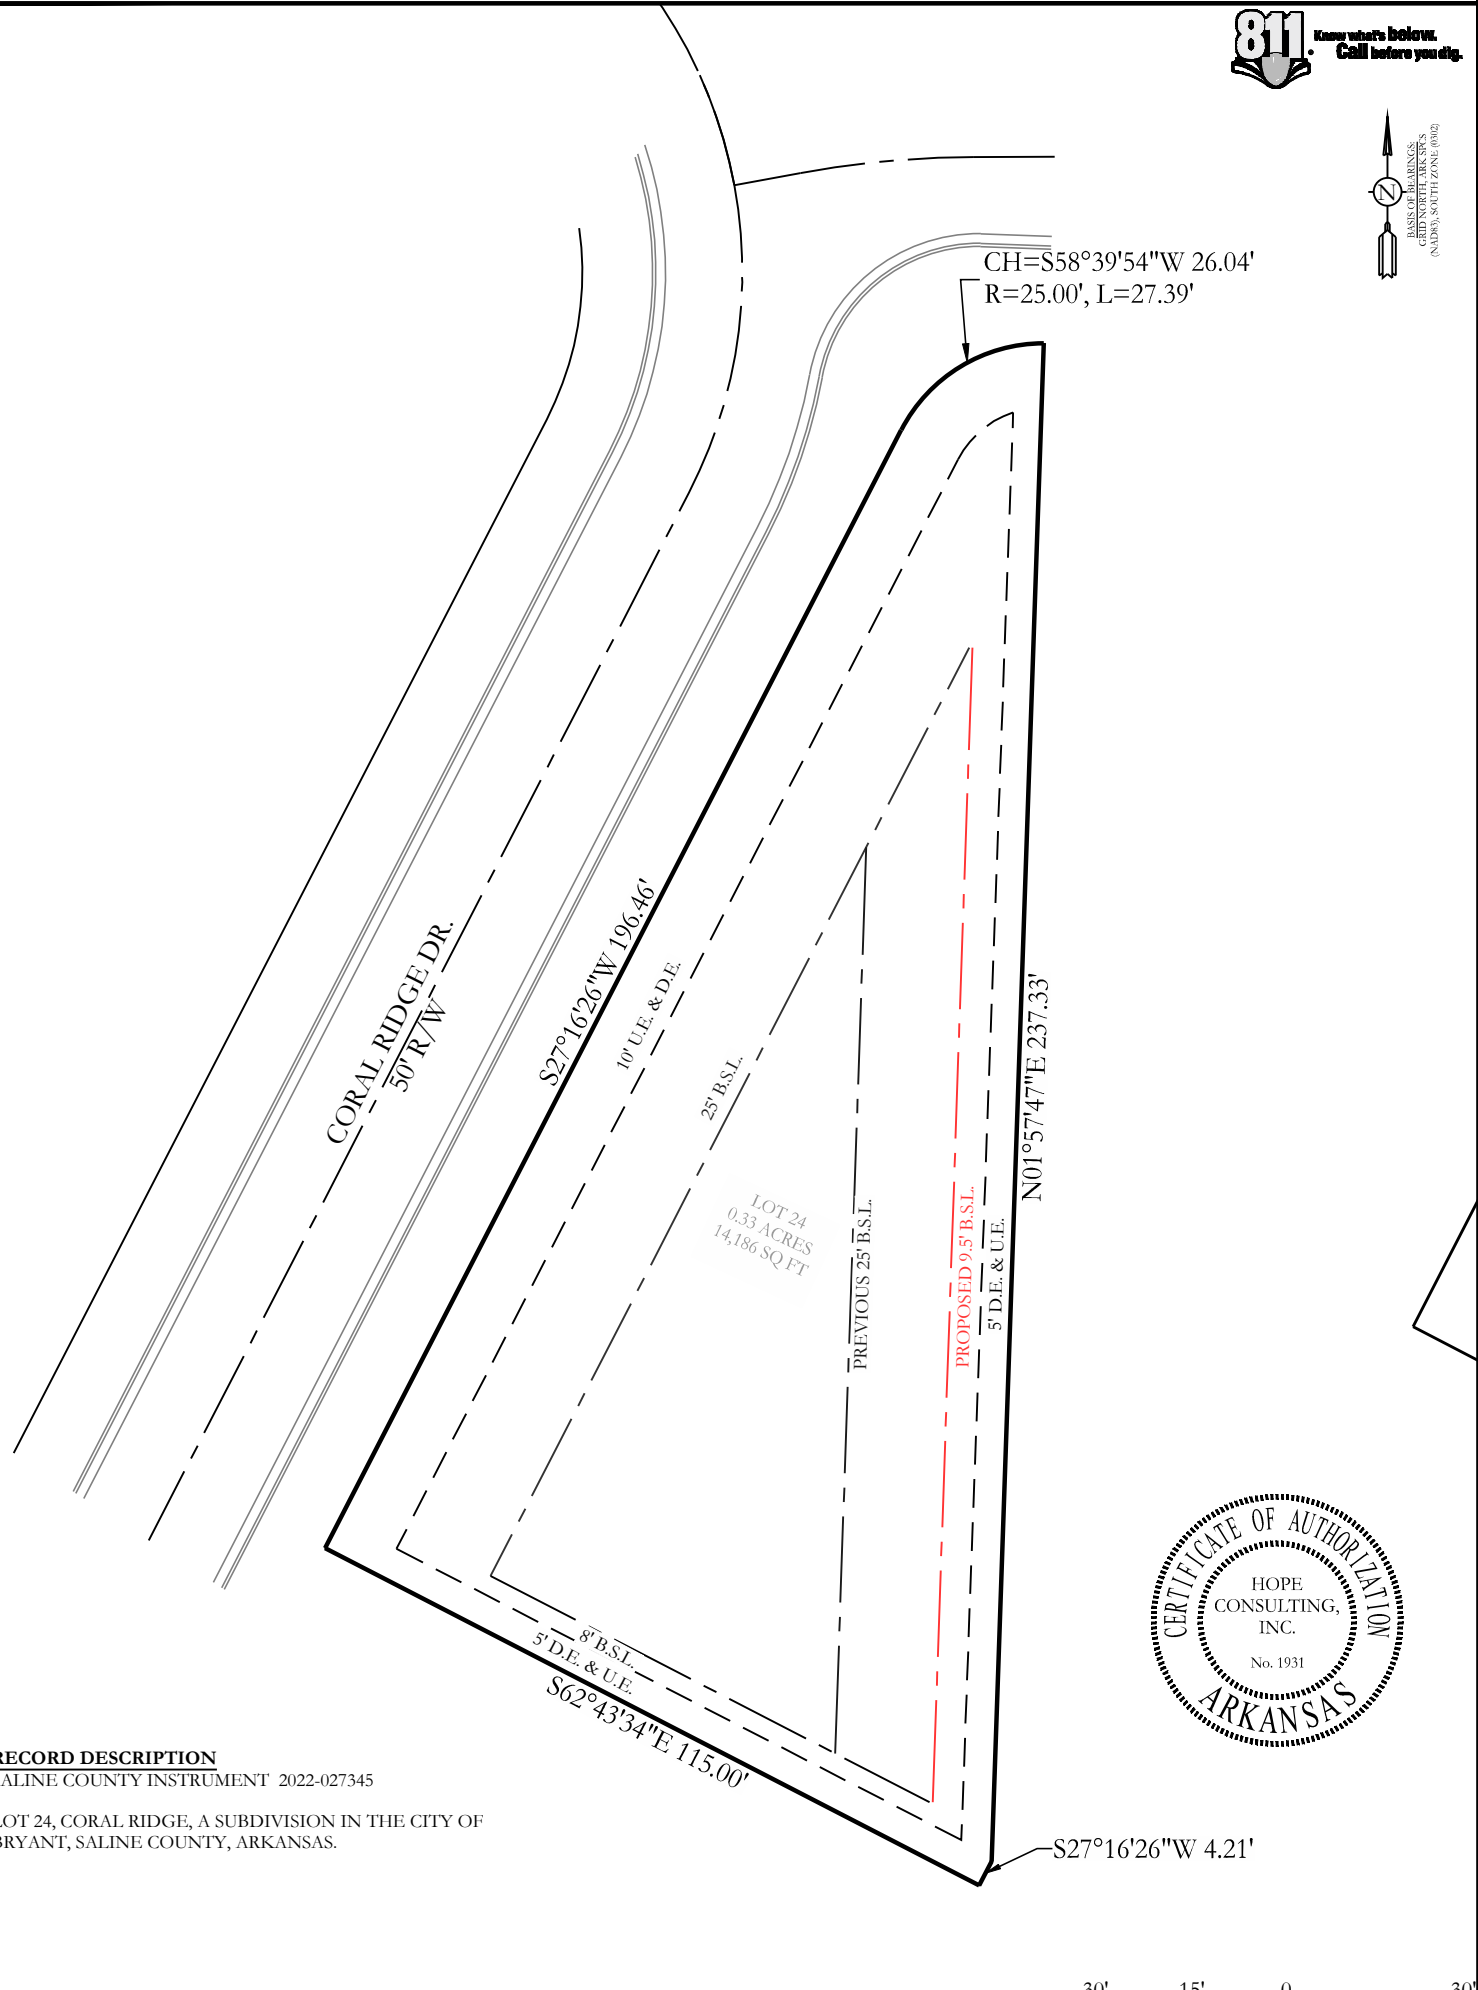 811
Know what's below.
Call before you dig.
BASIS OF BEARINGS:
GRID NORTH, ARK SPCS
(NAD83), SOUTH ZONE (0302)
N
CH=S58°39'54"W 26.04'
R=25.00', L=27.39'
CORAL RIDGE DR.
50' R/W
S27°16'26"W 196.46'
10' U.E. & D.E.
25' B.S.L.
LOT 24
0.33 ACRES
14,186 SQ FT
PREVIOUS 25' B.S.L.
PROPOSED 9.5' B.S.L.
5' D.E. & U.E.
N01°57'47"E 237.33'
8' B.S.L.
5' D.E. & U.E.
S62°43'34"E 115.00'
S27°16'26"W 4.21'
CERTIFICATE OF AUTHORIZATION
HOPE
CONSULTING,
INC.
No. 1931
ARKANSAS
RECORD DESCRIPTION
SALINE COUNTY INSTRUMENT 2022-027345
LOT 24, CORAL RIDGE, A SUBDIVISION IN THE CITY OF
BRYANT, SALINE COUNTY, ARKANSAS.
30' 15' 0 30'